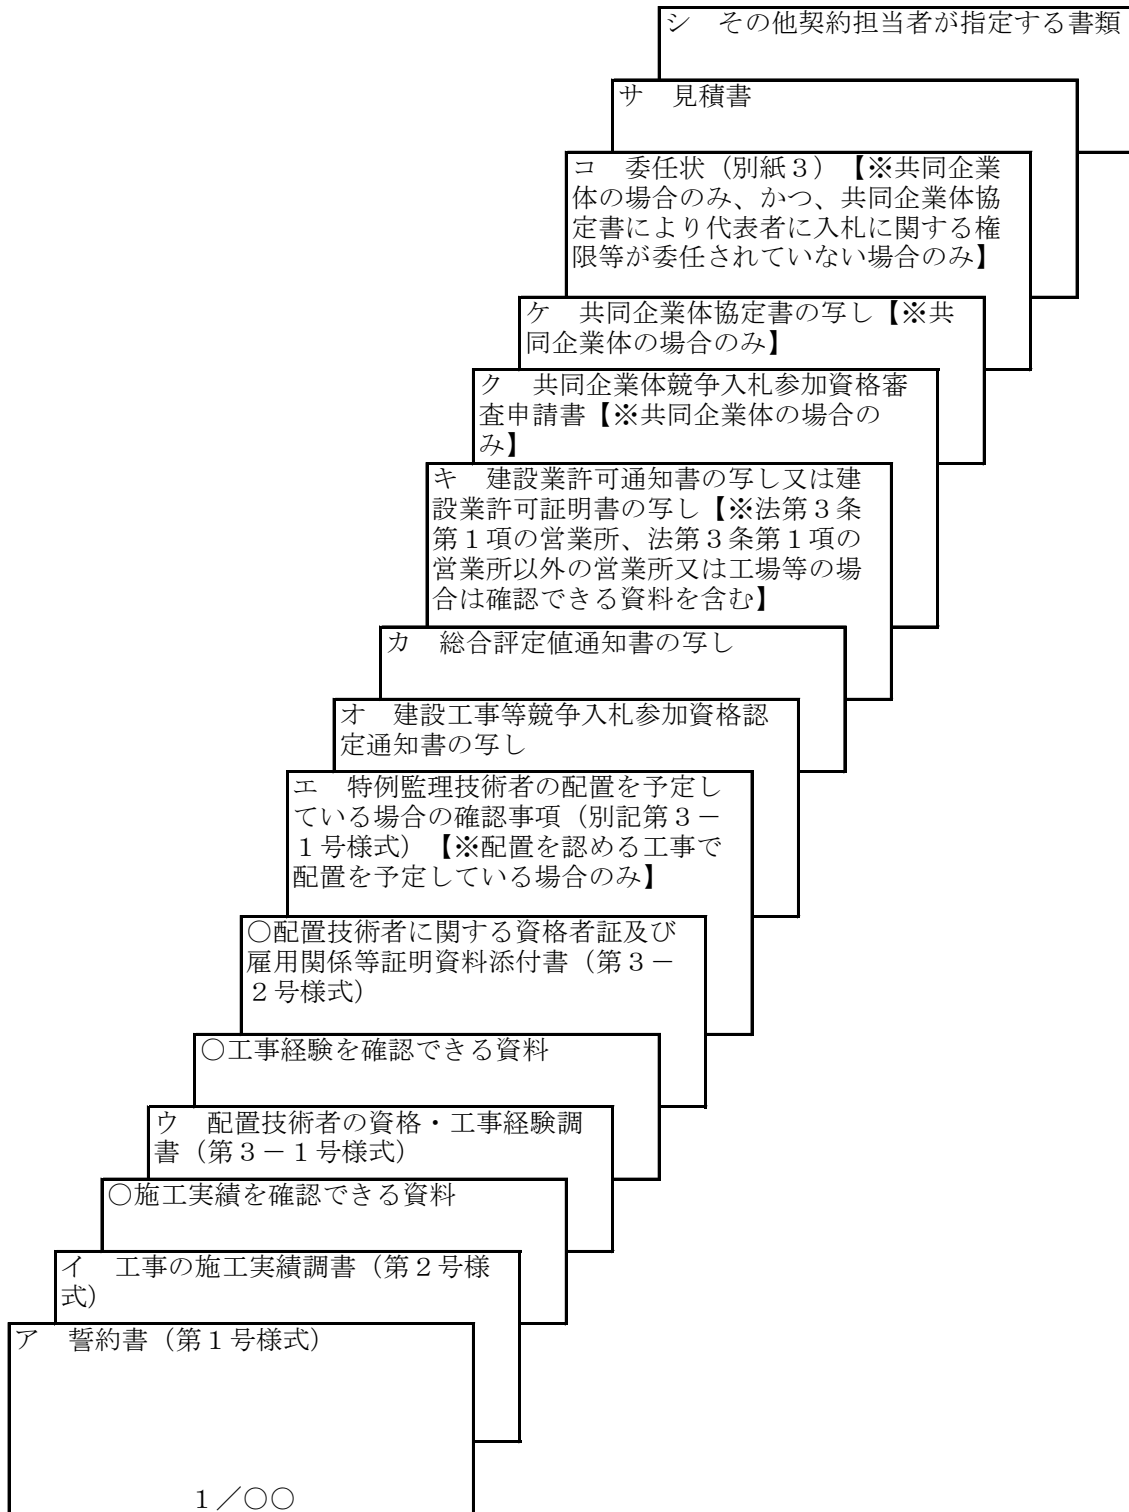 シ　その他契約担当者が指定する書類
サ　見積書
コ　委任状（別紙３）【※共同企業
体の場合のみ、かつ、共同企業体協
定書により代表者に入札に関する権
限等が委任されていない場合のみ】
ケ　共同企業体協定書の写し【※共
同企業体の場合のみ】
ク　共同企業体競争入札参加資格審
査申請書【※共同企業体の場合の
み】
キ　建設業許可通知書の写し又は建
設業許可証明書の写し【※法第３条
第１項の営業所、法第３条第１項の
営業所以外の営業所又は工場等の場
合は確認できる資料を含む】
カ　総合評定値通知書の写し
オ　建設工事等競争入札参加資格認
定通知書の写し
エ　特例監理技術者の配置を予定し
ている場合の確認事項（別記第３－
１号様式）【※配置を認める工事で
配置を予定している場合のみ】
○配置技術者に関する資格者証及び
雇用関係等証明資料添付書（第３－
２号様式）
○工事経験を確認できる資料
ウ　配置技術者の資格・工事経験調
書（第３－１号様式）
○施工実績を確認できる資料
イ　工事の施工実績調書（第２号様
式）
ア　誓約書（第１号様式）
１／○○